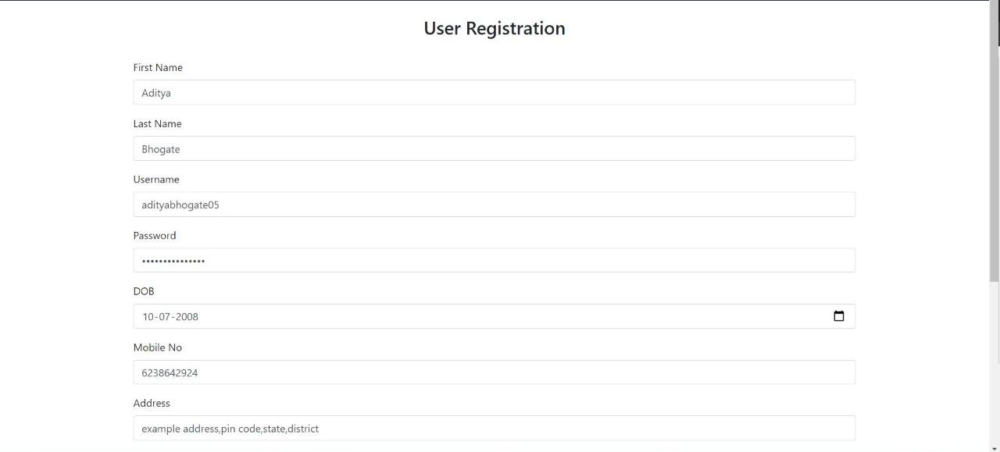 User Registration
First Name
Aditya
Last Name
Bhogate
Username
adityabhogate05
Password
•••••••••••••••
DOB
10-07-2008
Mobile No
6238642924
Address
example address,pin code,state,district